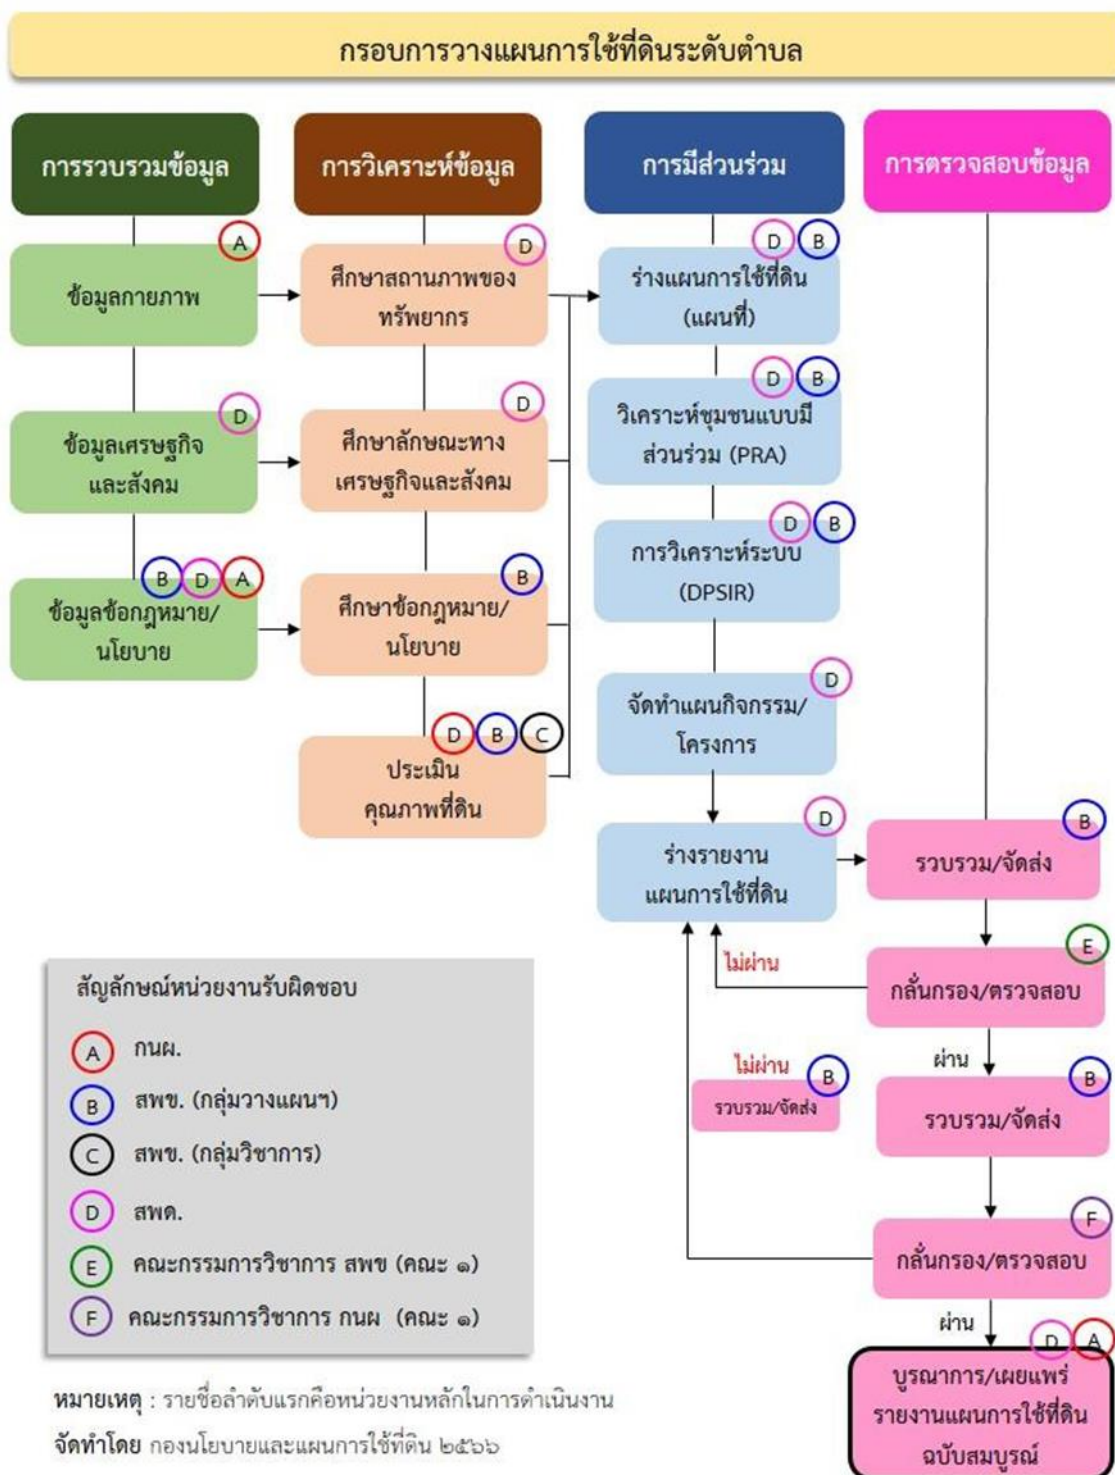 กรอบการวางแผนการใช้ที่ดินระดับตำบล
การรวบรวมข้อมูล
การวิเคราะห์ข้อมูล
การมีส่วนร่วม
การตรวจสอบข้อมูล
A
ข้อมูลกายภาพ
D
ข้อมูลเศรษฐกิจ
และสังคม
B D A
ข้อมูลข้อกฎหมาย/
นโยบาย
D
ศึกษาสถานภาพของ
ทรัพยากร
D
ศึกษาลักษณะทาง
เศรษฐกิจและสังคม
B
ศึกษาข้อกฎหมาย/
นโยบาย
D B C
ประเมิน
คุณภาพที่ดิน
D B
ร่างแผนการใช้ที่ดิน
(แผนที่)
D B
วิเคราะห์ชุมชนแบบมี
ส่วนร่วม (PRA)
D B
การวิเคราะห์ระบบ
(DPSIR)
D
จัดทำแผนกิจกรรม/
โครงการ
D
ร่างรายงาน
แผนการใช้ที่ดิน
B
รวบรวม/จัดส่ง
E
ไม่ผ่าน
กลั่นกรอง/ตรวจสอบ
ผ่าน
ไม่ผ่าน
B
รวบรวม/จัดส่ง
B
รวบรวม/จัดส่ง
F
กลั่นกรอง/ตรวจสอบ
ผ่าน
D A
บูรณาการ/เผยแพร่
รายงานแผนการใช้ที่ดิน
ฉบับสมบูรณ์
สัญลักษณ์หน่วยงานรับผิดชอบ
A กนผ.
B สพข. (กลุ่มวางแผนฯ)
C สพข. (กลุ่มวิชาการ)
D สพด.
E คณะกรรมการวิชาการ สพข (คณะ ๑)
F คณะกรรมการวิชาการ กนผ (คณะ ๑)
หมายเหตุ : รายชื่อลำดับแรกคือหน่วยงานหลักในการดำเนินงาน
จัดทำโดย กองนโยบายและแผนการใช้ที่ดิน ๒๕๖๖